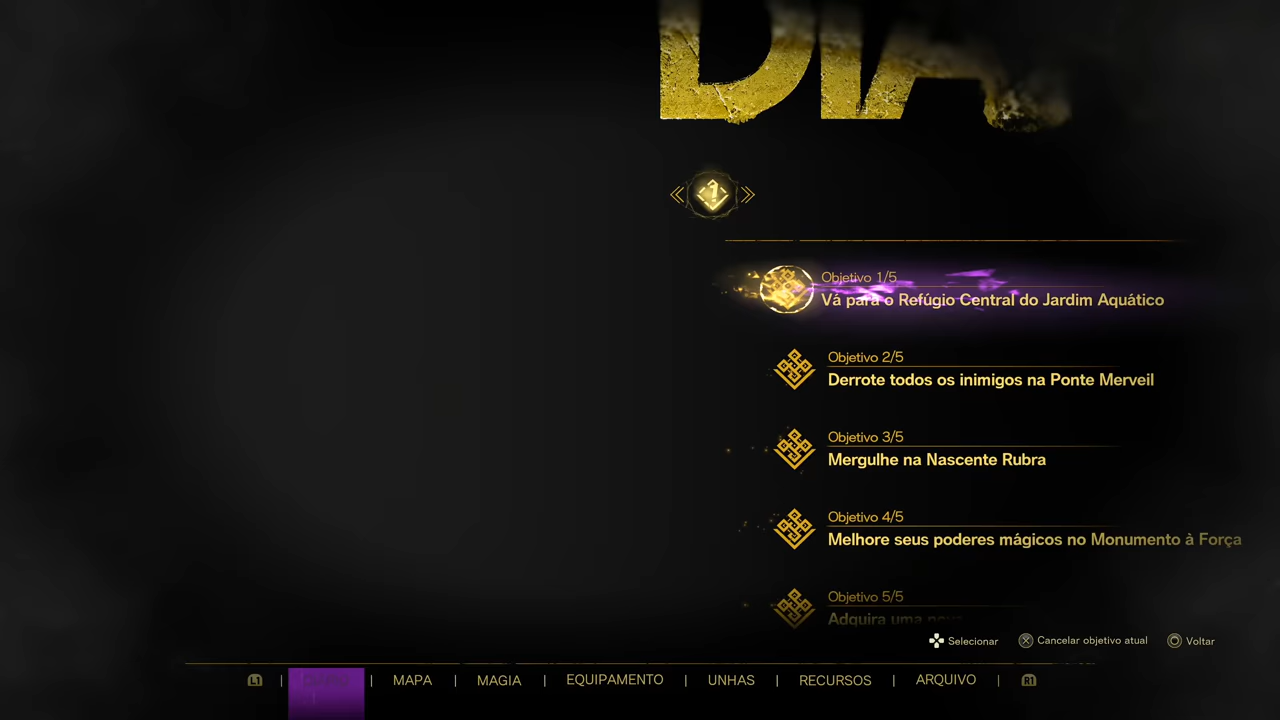 DIÁ
Objetivo 1/5
Vá para o Refúgio Central do Jardim Aquático
Objetivo 2/5
Derrote todos os inimigos na Ponte Merveil
Objetivo 3/5
Mergulhe na Nascente Rubra
Objetivo 4/5
Melhore seus poderes mágicos no Monumento à Força
Objetivo 5/5
Adquira uma nova
Selecionar
Cancelar objetivo atual
Voltar
L1 | | MAPA | MAGIA | EQUIPAMENTO | UNHAS | RECURSOS | ARQUIVO | R1